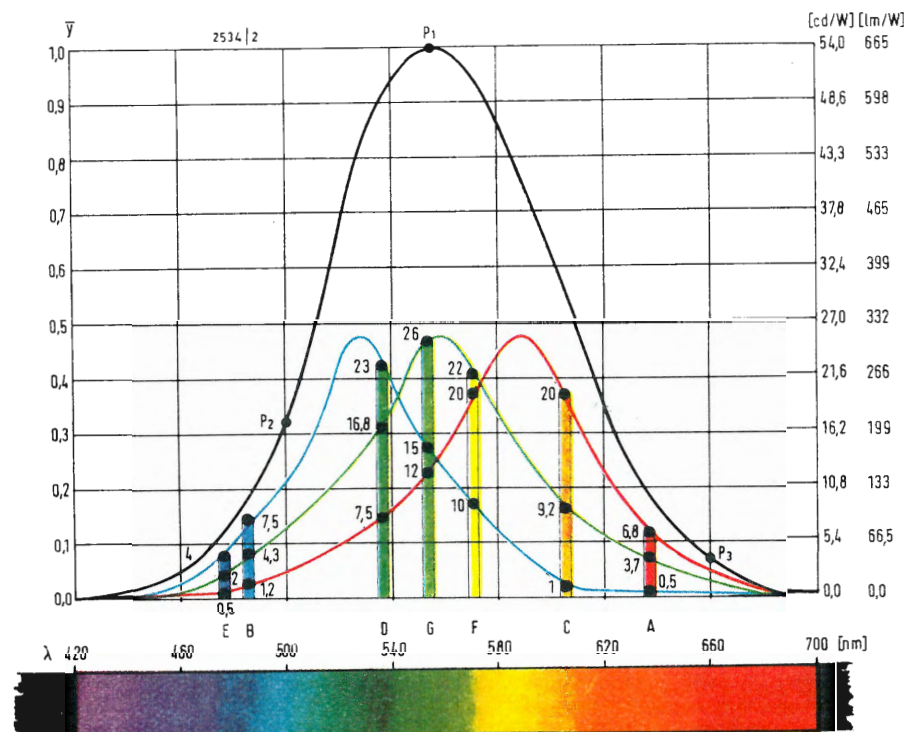 ȳ 2534|2 P1 [cd/W] [lm/W]
1,0 54,0 665
0,9 48,6 598
0,8 43,3 533
0,7 37,8 465
0,6 32,4 399
0,5 26 27,0 332
23 22 21,6 266
0,4 20 20
P2 16,8 16,2 199
0,3 15
12 10,8 133
0,2 7,5 10 9,2
7,5 6,8 P3
0,1 4 4,3 3,7 5,4 66,5
2 1,2 1 0,5
0,0 0,0 0,0
0,5
E B D G F C A
λ 420 460 500 540 580 620 660 700 [nm]